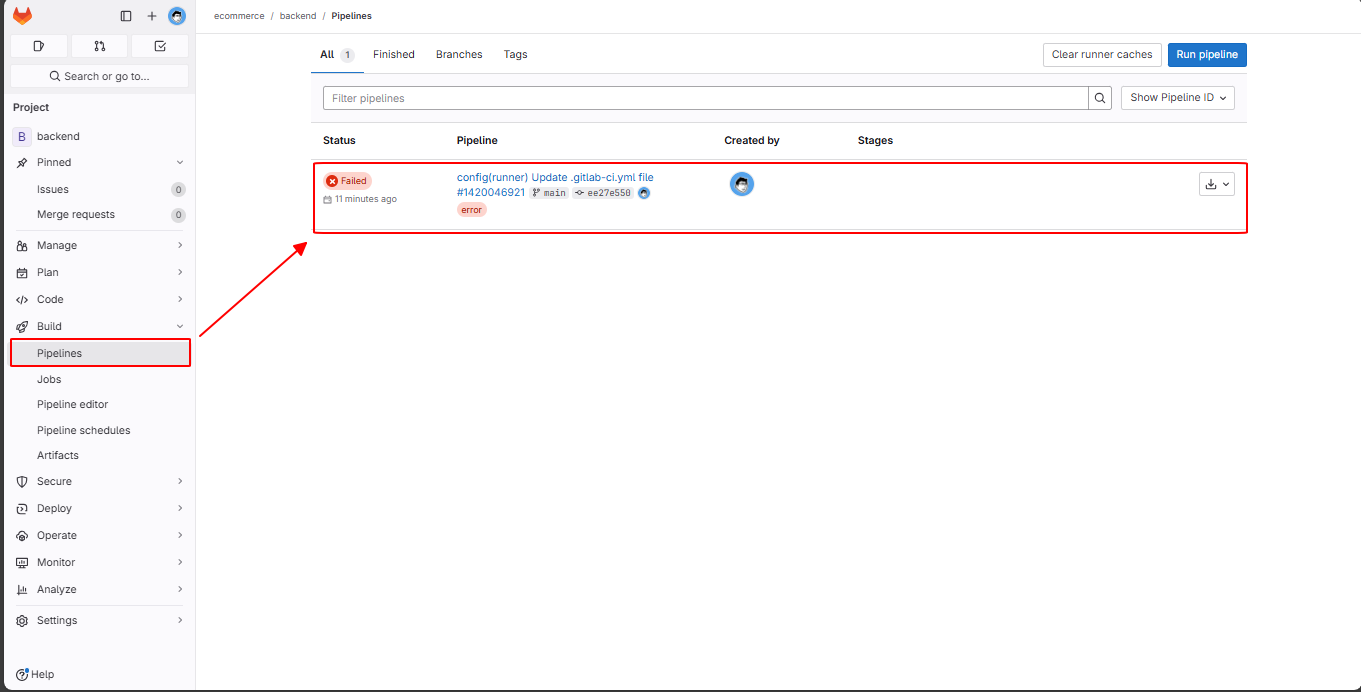 ecommerce / backend / Pipelines
Search or go to...
Project
B backend
Pinned
Issues 0
Merge requests 0
Manage
Plan
Code
Build
Pipelines
Jobs
Pipeline editor
Pipeline schedules
Artifacts
Secure
Deploy
Operate
Monitor
Analyze
Settings
Help
All 1 Finished Branches Tags
Clear runner caches Run pipeline
Filter pipelines
Show Pipeline ID
Status Pipeline Created by Stages
Failed
11 minutes ago
config(runner) Update .gitlab-ci.yml file
#1420046921 main ee27e550
error